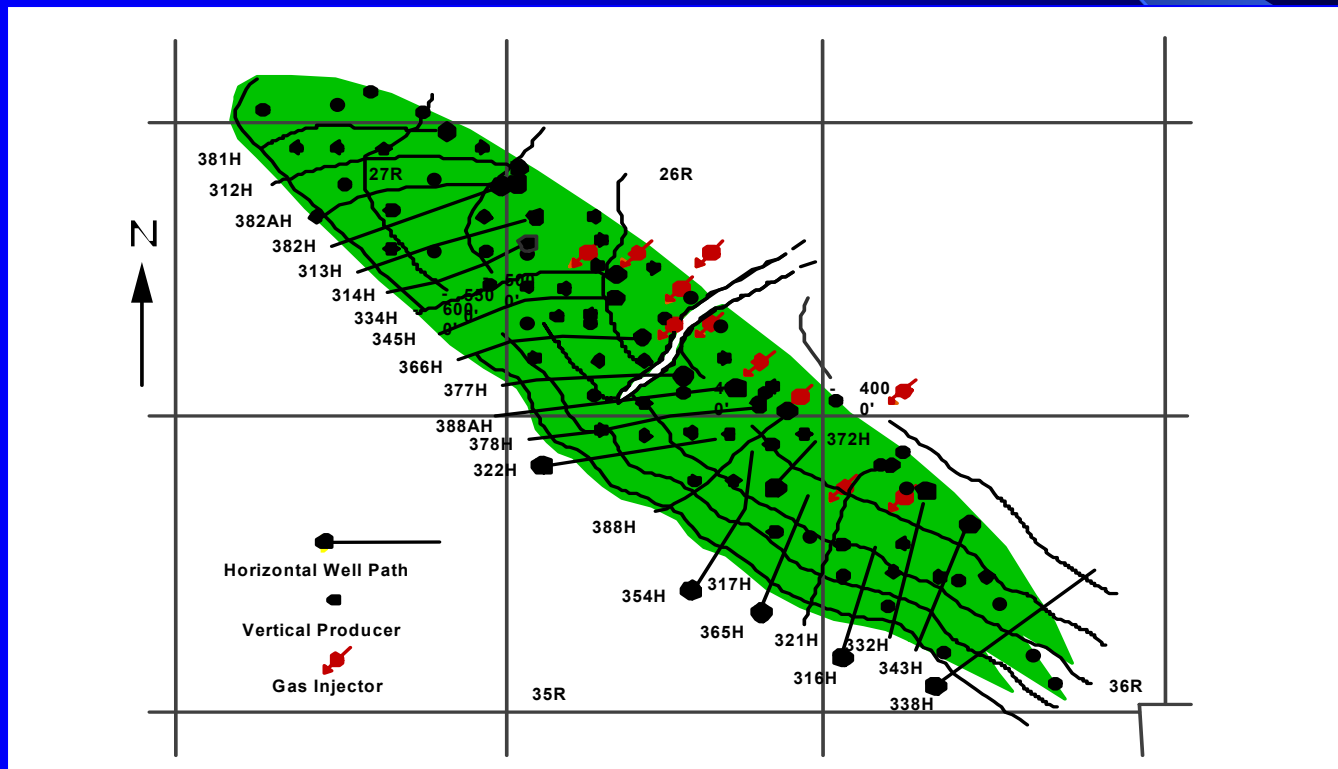 381H
27R
26R
312H
N
382AH
382H
313H
314H
334H
345H
366H
377H
- 400
0'
388AH
378H
372H
322H
388H
354H
317H
365H
321H
332H
316H
343H
338H
36R
35R
Horizontal Well Path
Vertical Producer
Gas Injector